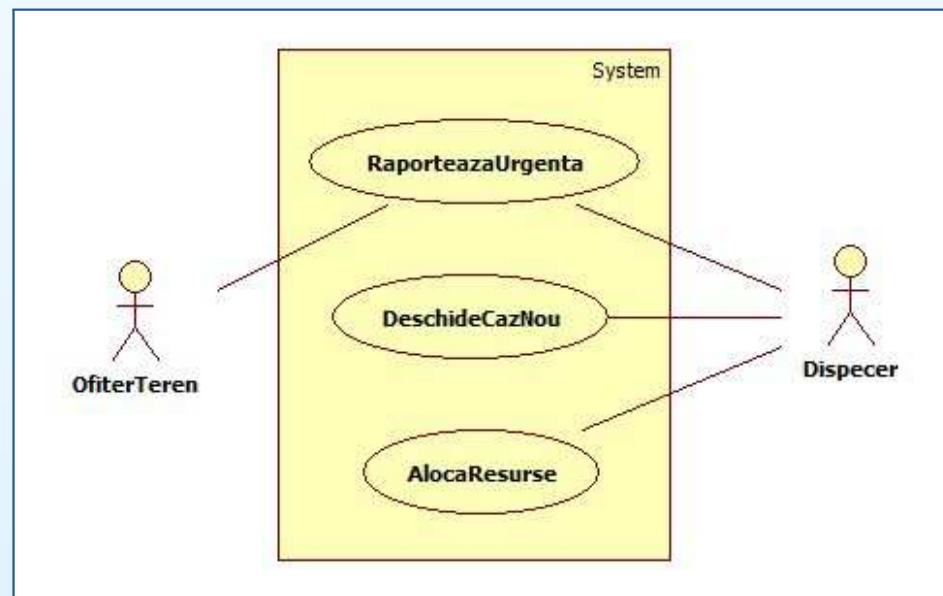 System
RaporteazaUrgenta
DeschideCazNou
OfiterTeren
Dispecer
AlocaResurse